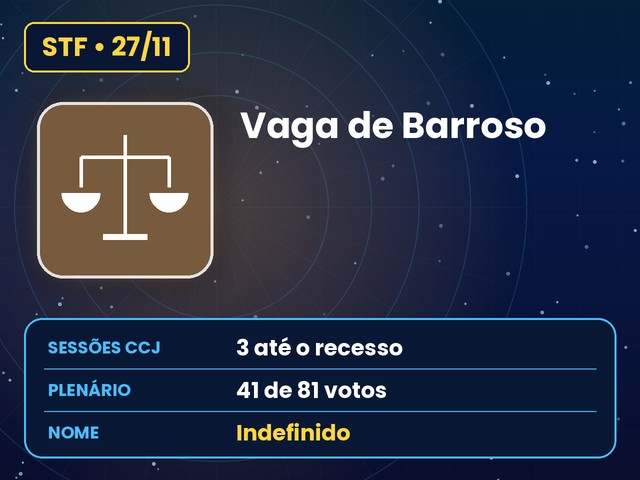 STF • 27/11
Vaga de Barroso
SESSÕES CCJ 3 até o recesso
PLENÁRIO 41 de 81 votos
NOME Indefinido